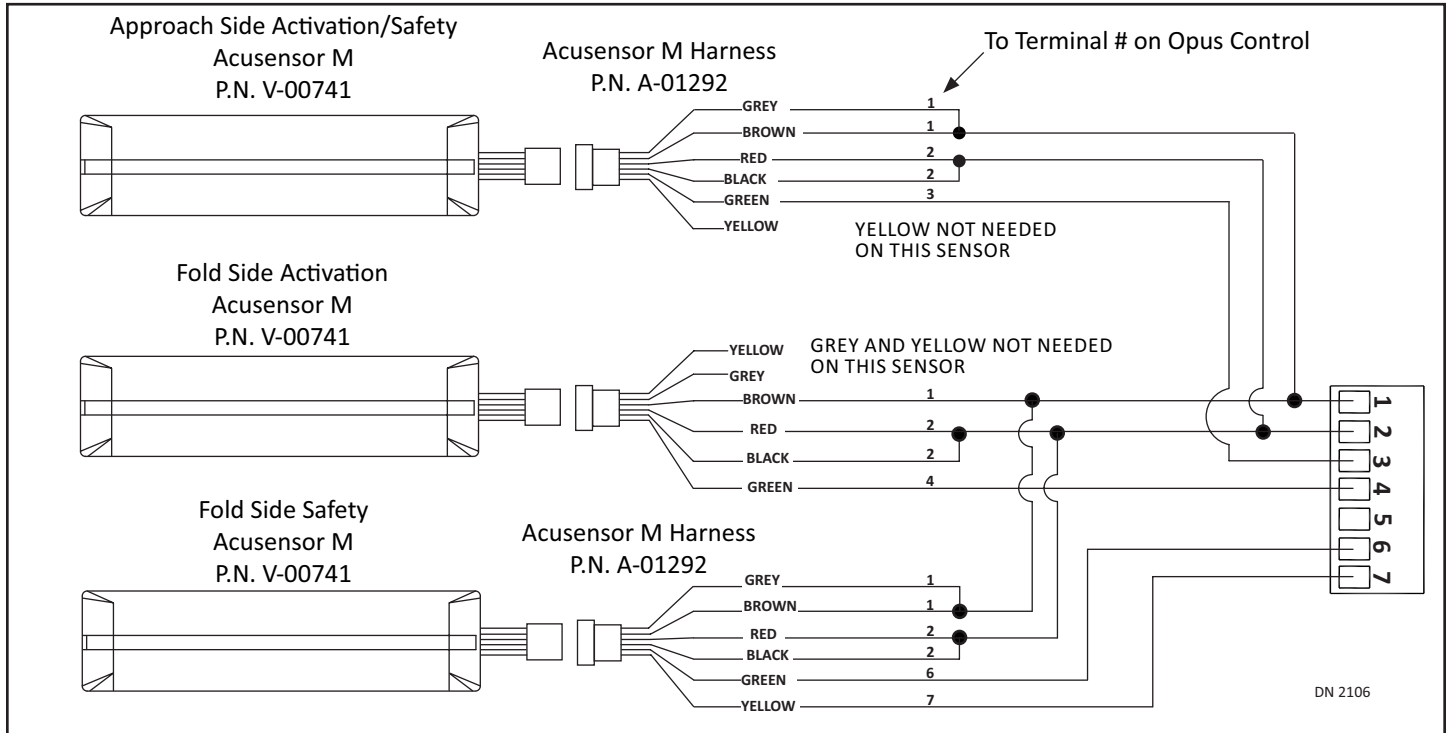 Approach Side Activation/Safety
Acusensor M
P.N. V-00741
Acusensor M Harness
P.N. A-01292
To Terminal # on Opus Control
GREY 1
BROWN 1
RED 2
BLACK 2
GREEN 3
YELLOW
YELLOW NOT NEEDED
ON THIS SENSOR
Fold Side Activation
Acusensor M
P.N. V-00741
YELLOW
GREY
GREY AND YELLOW NOT NEEDED
ON THIS SENSOR
BROWN 1
RED 2
BLACK 2
GREEN 4
1
2
3
4
5
6
7
Fold Side Safety
Acusensor M
P.N. V-00741
Acusensor M Harness
P.N. A-01292
GREY 1
BROWN 1
RED 2
BLACK 2
GREEN 6
YELLOW 7
DN 2106